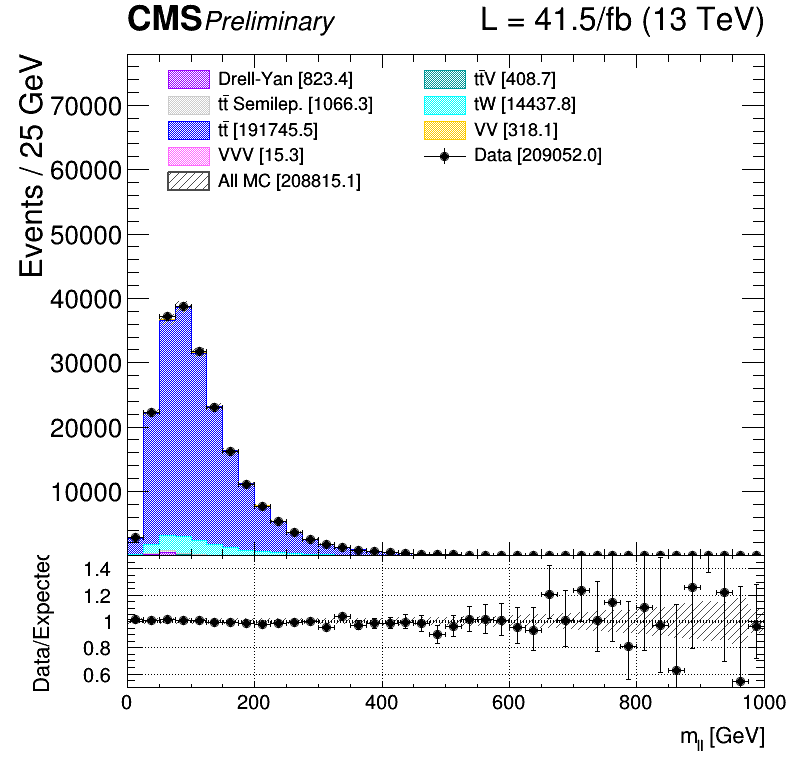 CMS Preliminary L = 41.5/fb (13 TeV)
Events / 25 GeV
Drell-Yan [823.4]
tt̄V [408.7]
tt̄ Semilep. [1066.3]
tW [14437.8]
tt̄ [191745.5]
VV [318.1]
VVV [15.3]
Data [209052.0]
All MC [208815.1]
70000
60000
50000
40000
30000
20000
10000
Data/Expected
1.4
1.2
1
0.8
0.6
0 200 400 600 800 1000
m_ll [GeV]